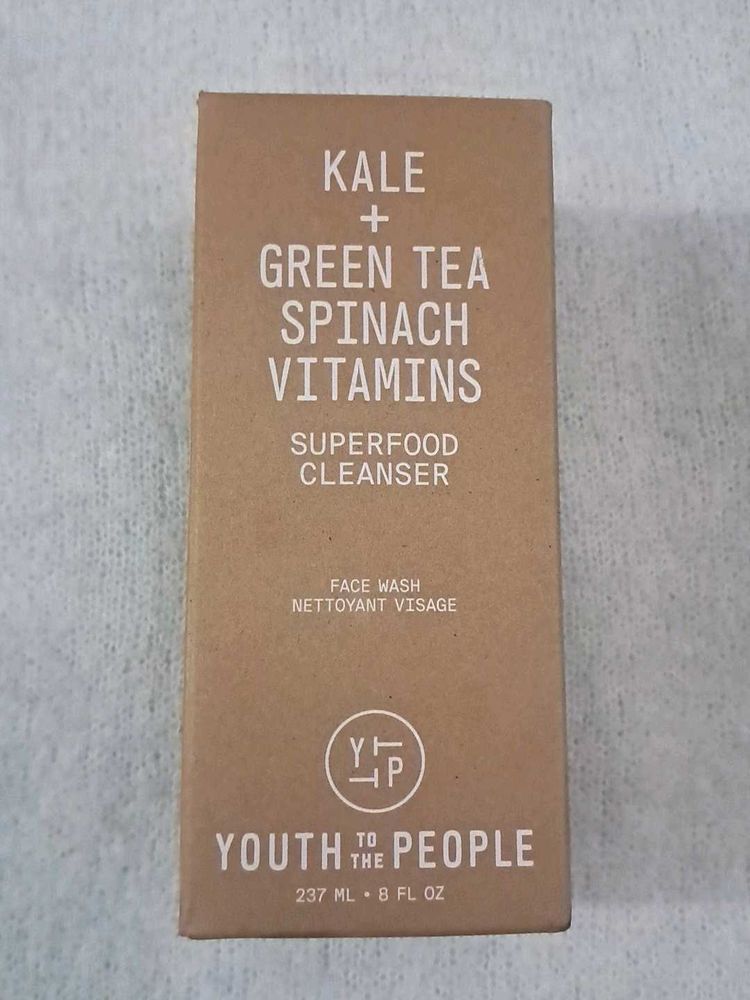 KALE
+
GREEN TEA
SPINACH
VITAMINS
SUPERFOOD
CLEANSER
FACE WASH
NETTOYANT VISAGE
YTTP
YOUTH TO THE PEOPLE
237 ML • 8 FL OZ